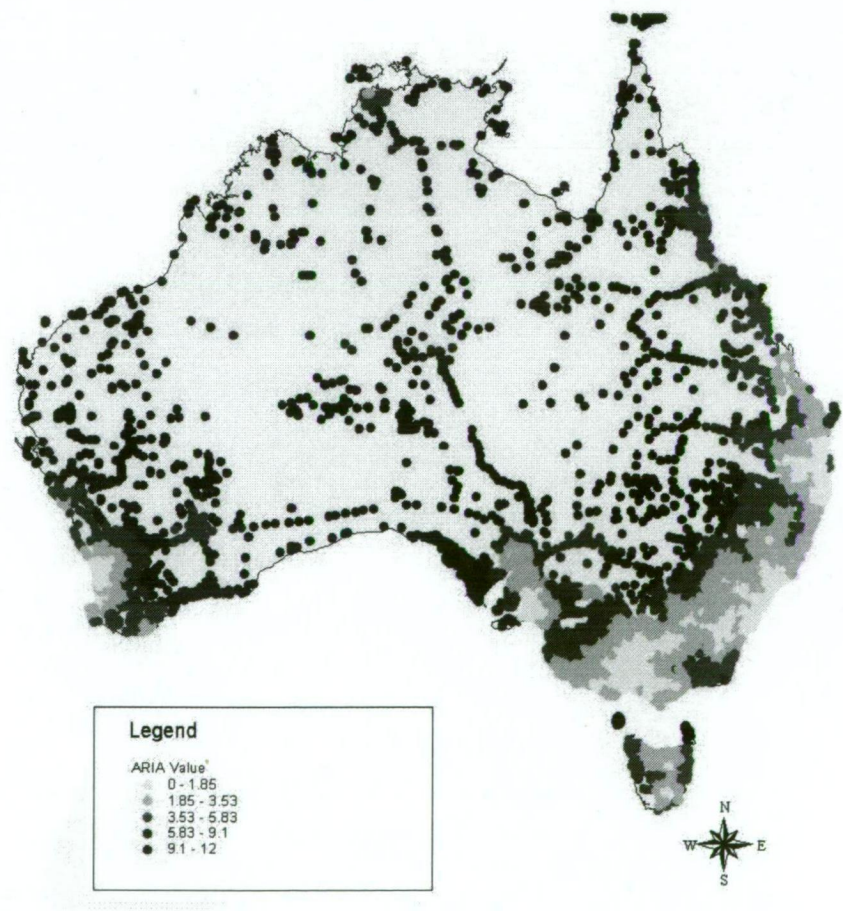 Legend
ARIA Value*
0 - 1.85
1.85 - 3.53
3.53 - 5.83
5.83 - 9.1
9.1 - 12
N
W E
S